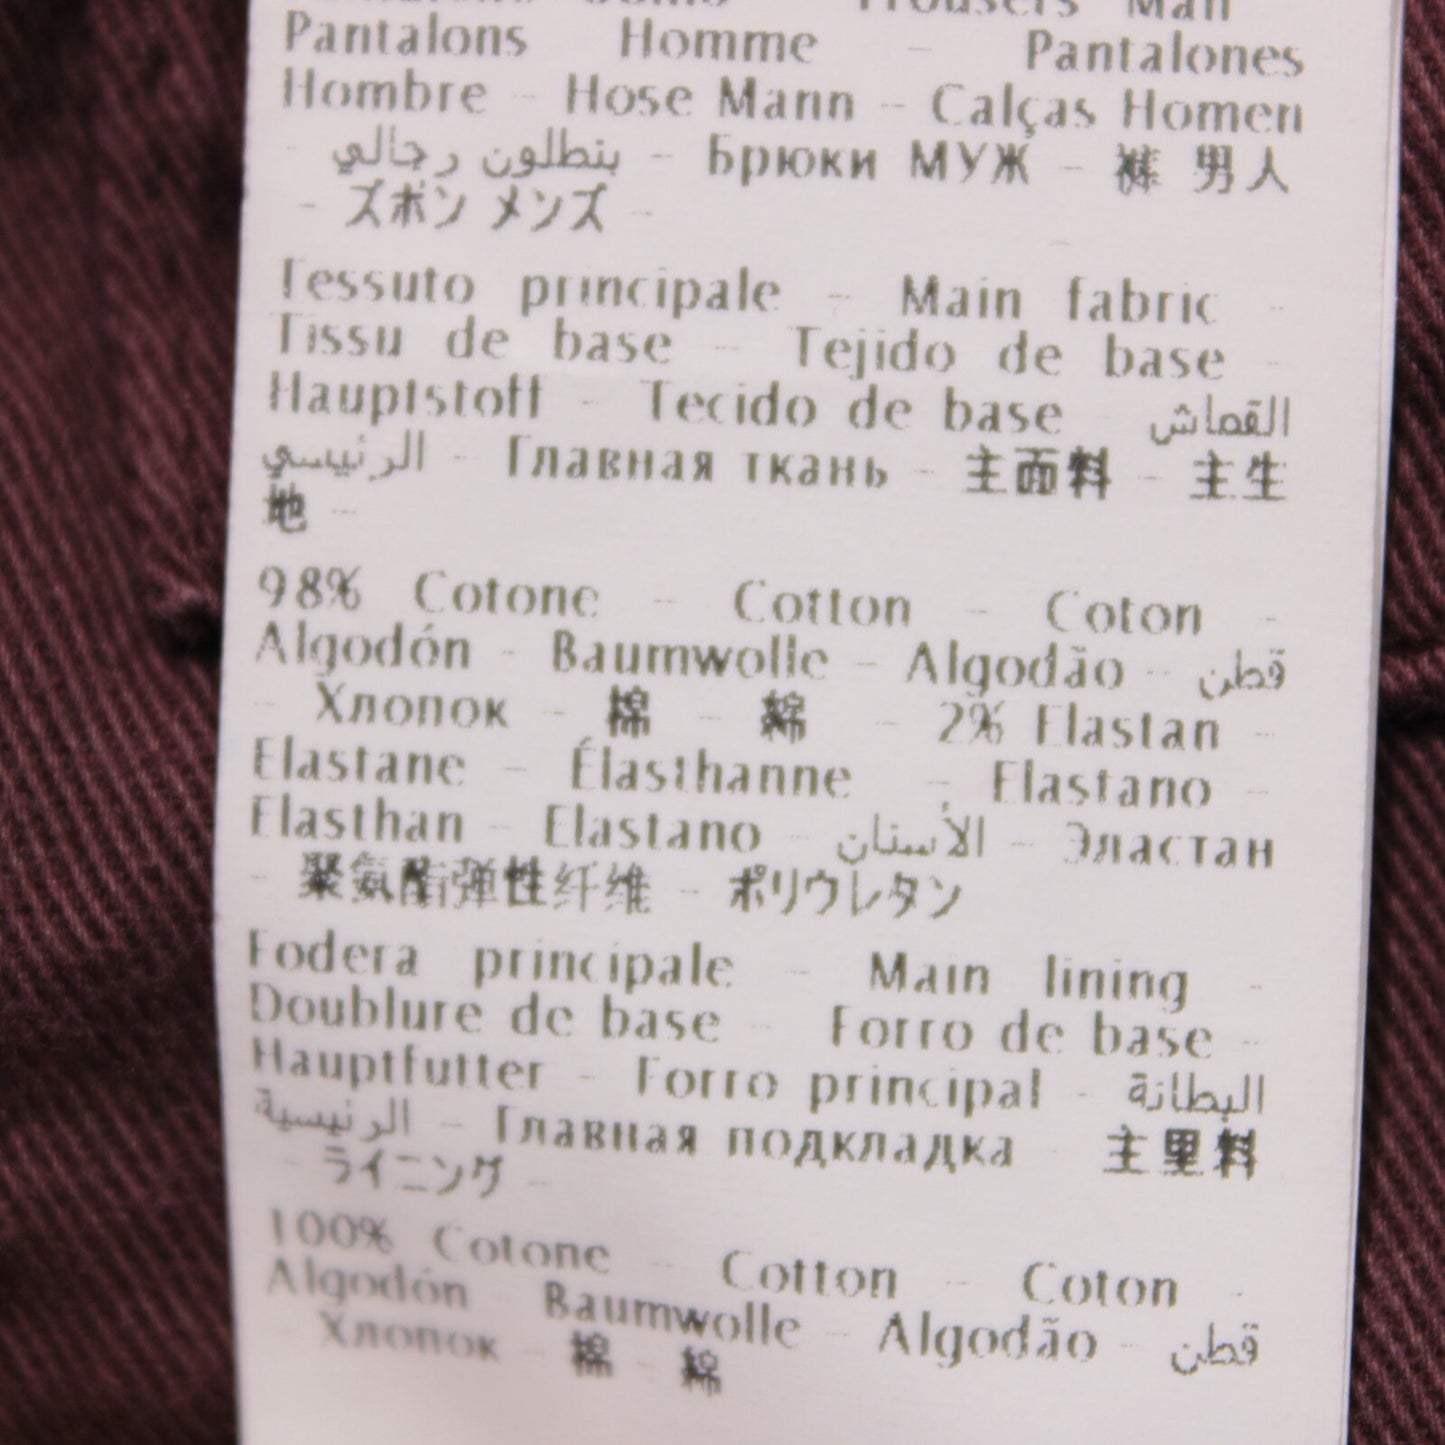 Trousers Man
Pantalons Homme - Pantalones
Hombre - Hose Mann - Calças Homen
- بنطلون رجالي - Брюки МУЖ - 裤 男人
- ズボン メンズ -
Tessuto principale - Main fabric -
Tissu de base - Tejido de base -
Hauptstoff - Tecido de base - القماش
الرئيسي - Главная ткань - 主面料 - 主生
地 -
98% Cotone - Cotton - Coton -
Algodón - Baumwolle - Algodão - قطن
- Хлопок - 棉 - 綿 - 2% Elastan -
Elastane - Élasthanne - Elastano -
Elasthan - Elastano - الأستان - Эластан
- 聚氨酯弹性纤维 - ポリウレタン
Fodera principale - Main lining -
Doublure de base - Forro de base -
Hauptfutter - Forro principal - البطانة
الرئيسية - Главная подкладка - 主里料
- ライニング -
100% Cotone - Cotton - Coton -
Algodón Baumwolle - Algodão - قطن
- Хлопок - 棉 - 綿